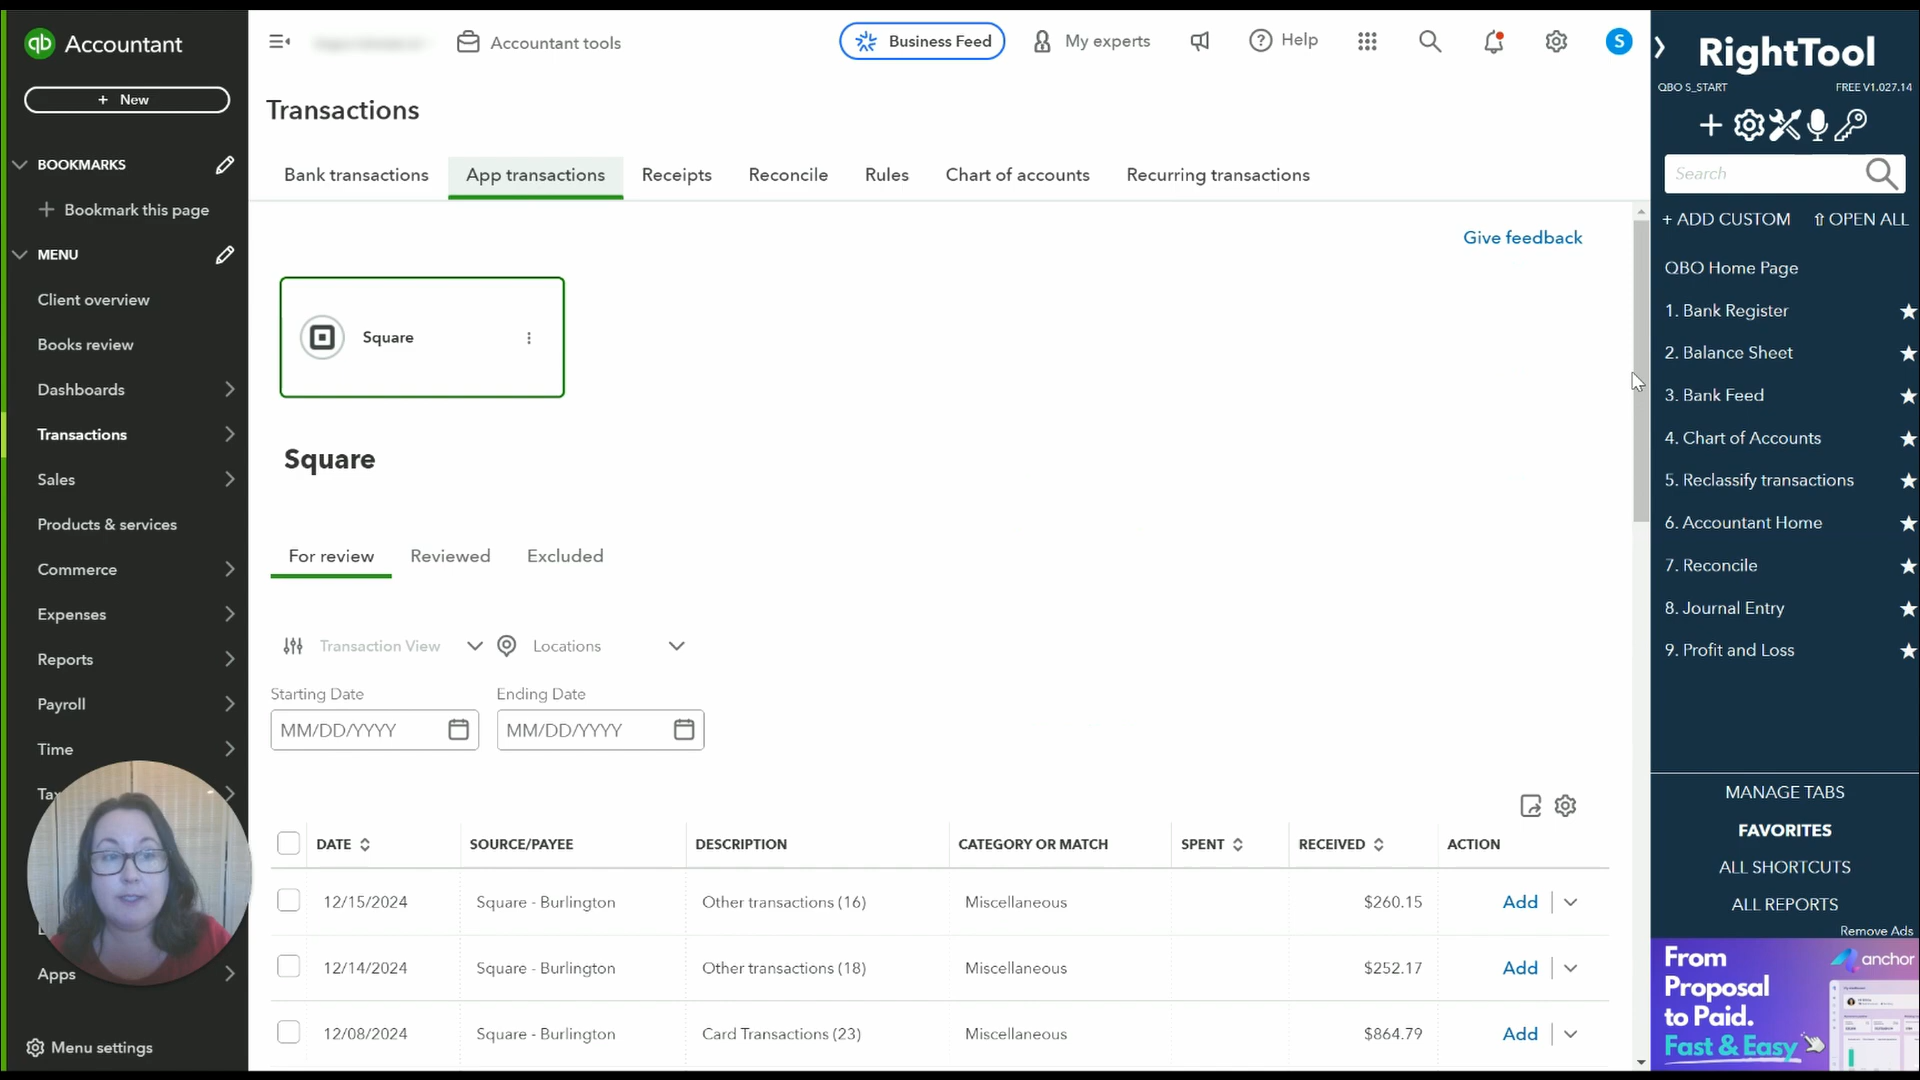 qb Accountant
+ New
BOOKMARKS
+ Bookmark this page
MENU
Client overview
Books review
Dashboards
Transactions
Sales
Products & services
Commerce
Expenses
Reports
Payroll
Time
Apps
Menu settings
Accountant tools
Business Feed
My experts
Help
S
Transactions
Bank transactions
App transactions
Receipts
Reconcile
Rules
Chart of accounts
Recurring transactions
Give feedback
Square
Square
For review
Reviewed
Excluded
Transaction View
Locations
Starting Date
Ending Date
MM/DD/YYYY
MM/DD/YYYY
DATE SOURCE/PAYEE DESCRIPTION CATEGORY OR MATCH SPENT RECEIVED ACTION
12/15/2024 Square - Burlington Other transactions (16) Miscellaneous $260.15 Add
12/14/2024 Square - Burlington Other transactions (18) Miscellaneous $252.17 Add
12/08/2024 Square - Burlington Card Transactions (23) Miscellaneous $864.79 Add
RightTool
QBO S_START FREE V1.027.14
Search
+ ADD CUSTOM ⇧ OPEN ALL
QBO Home Page
1. Bank Register
2. Balance Sheet
3. Bank Feed
4. Chart of Accounts
5. Reclassify transactions
6. Accountant Home
7. Reconcile
8. Journal Entry
9. Profit and Loss
MANAGE TABS
FAVORITES
ALL SHORTCUTS
ALL REPORTS
Remove Ads
From
Proposal
to Paid.
Fast & Easy
anchor